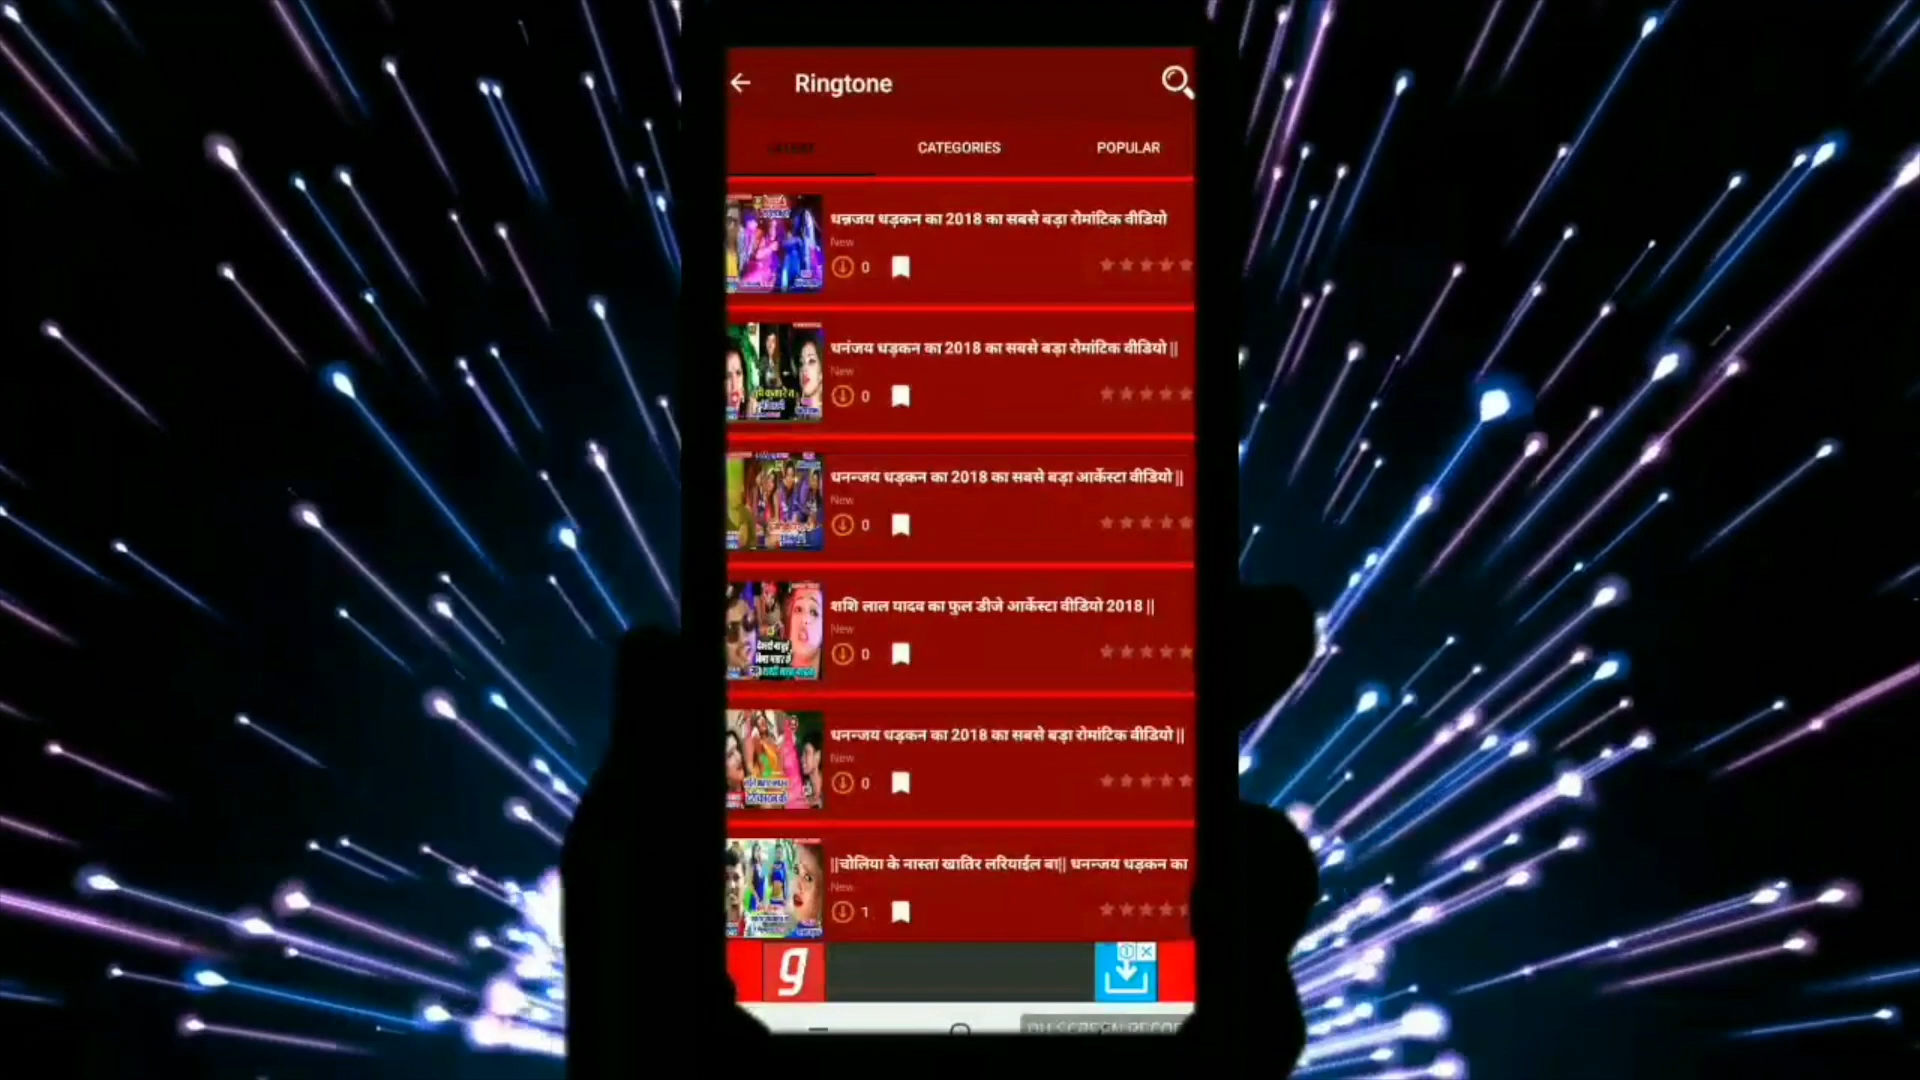 Ringtone
CATEGORIES
POPULAR
धन्नजय धड़कन का 2018 का सबसे बड़ा रोमांटिक वीडियो
New
0
धनंजय धड़कन का 2018 का सबसे बड़ा रोमांटिक वीडियो ||
New
0
धनन्जय धड़कन का 2018 का सबसे बड़ा आर्केस्टा वीडियो ||
New
0
शशि लाल यादव का फुल डीजे आर्केस्टा वीडियो 2018 ||
New
0
धनन्जय धड़कन का 2018 का सबसे बड़ा रोमांटिक वीडियो ||
New
0
||चोलिया के नास्ता खातिर लरियाईल बा|| धनन्जय धड़कन का
New
1
g